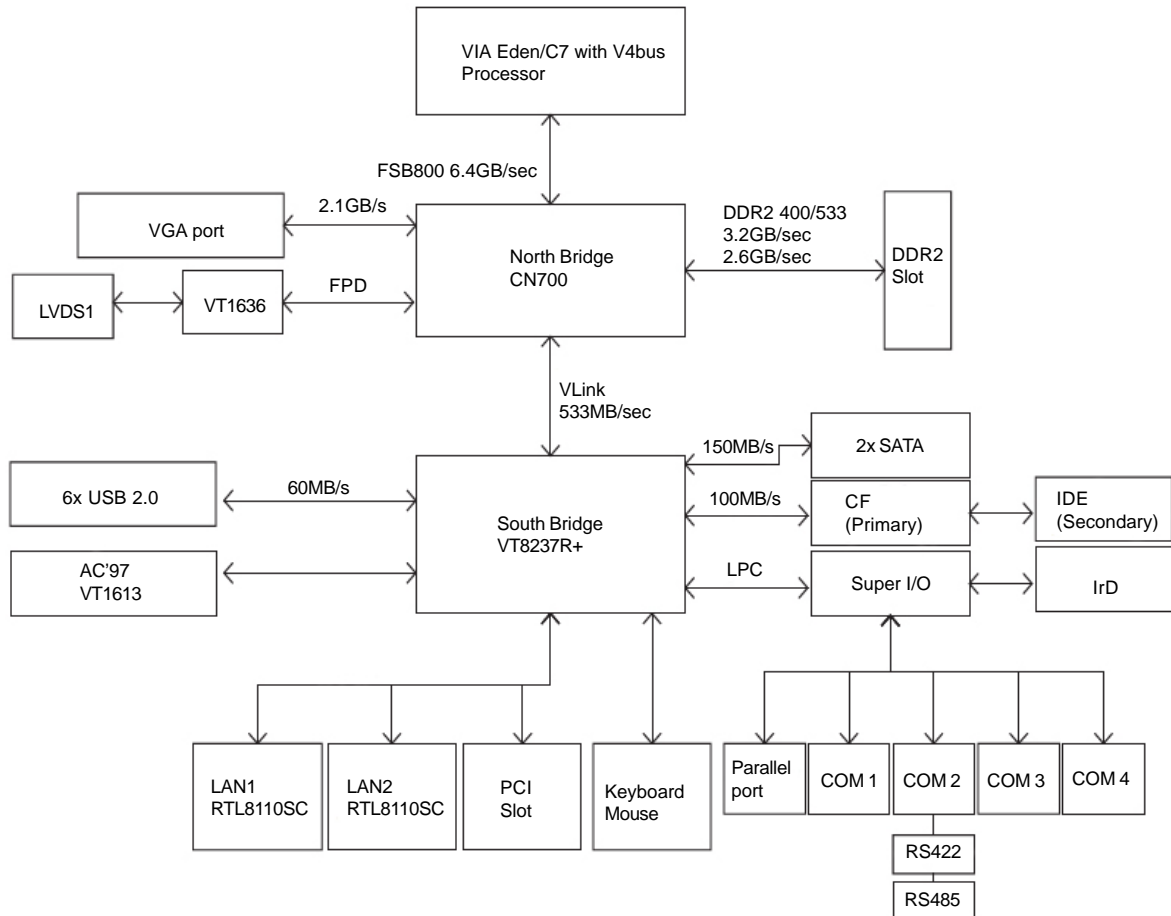 VIA Eden/C7 with V4bus
Processor
FSB800 6.4GB/sec
VGA port
2.1GB/s
North Bridge
CN700
DDR2 400/533
3.2GB/sec
2.6GB/sec
DDR2
Slot
LVDS1
VT1636
FPD
VLink
533MB/sec
6x USB 2.0
60MB/s
South Bridge
VT8237R+
150MB/s
2x SATA
100MB/s
CF
(Primary)
IDE
(Secondary)
AC’97
VT1613
LPC
Super I/O
IrD
LAN1
RTL8110SC
LAN2
RTL8110SC
PCI
Slot
Keyboard
Mouse
Parallel
port
COM 1
COM 2
COM 3
COM 4
RS422
RS485